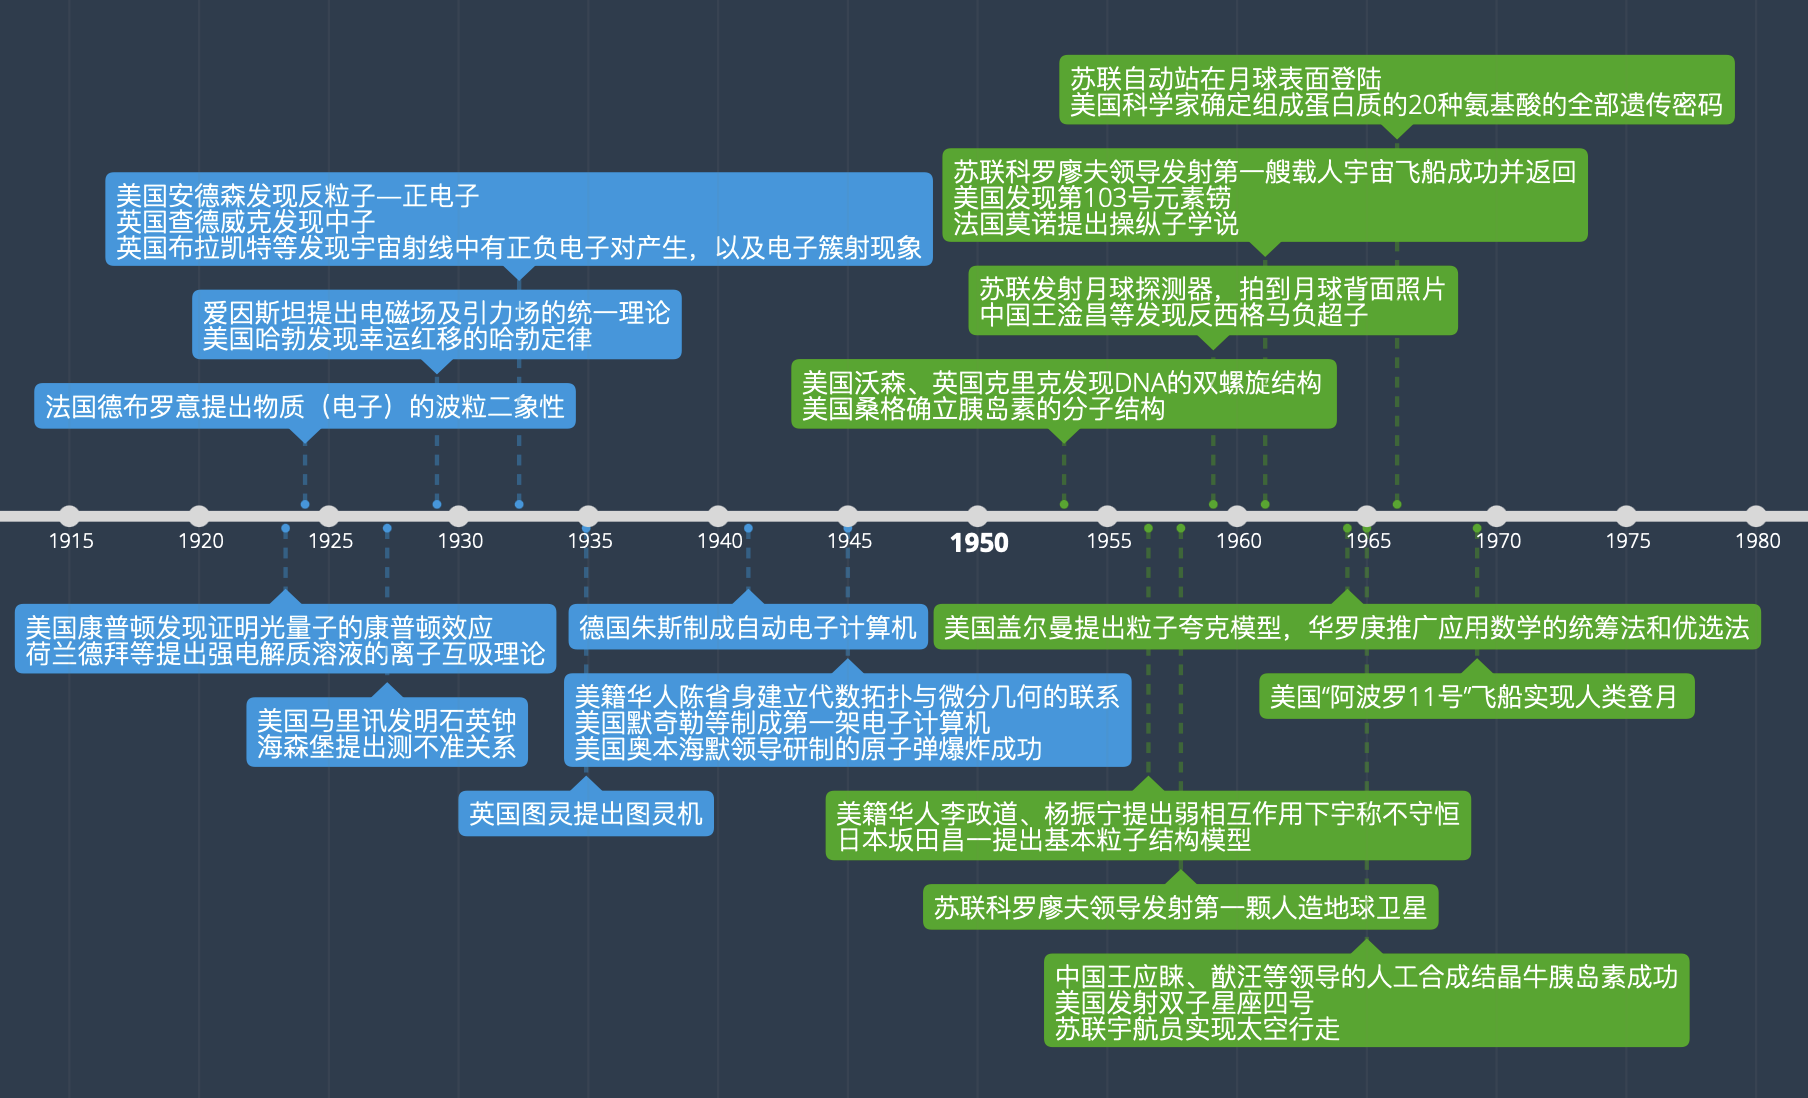 苏联自动站在月球表面登陆
美国科学家确定组成蛋白质的20种氨基酸的全部遗传密码
苏联科罗廖夫领导发射第一艘载人宇宙飞船成功并返回
美国发现第103号元素铹
法国莫诺提出操纵子学说
美国安德森发现反粒子—正电子
英国查德威克发现中子
英国布拉凯特等发现宇宙射线中有正负电子对产生，以及电子簇射现象
苏联发射月球探测器，拍到月球背面照片
中国王淦昌等发现反西格马负超子
爱因斯坦提出电磁场及引力场的统一理论
美国哈勃发现幸运红移的哈勃定律
美国沃森、英国克里克发现DNA的双螺旋结构
美国桑格确立胰岛素的分子结构
法国德布罗意提出物质（电子）的波粒二象性
1915
1920
1925
1930
1935
1940
1945
1950
1955
1960
1965
1970
1975
1980
美国康普顿发现证明光量子的康普顿效应
荷兰德拜等提出强电解质溶液的离子互吸理论
德国朱斯制成自动电子计算机
美国盖尔曼提出粒子夸克模型，华罗庚推广应用数学的统筹法和优选法
美国马里讯发明石英钟
海森堡提出测不准关系
美籍华人陈省身建立代数拓扑与微分几何的联系
美国默奇勒等制成第一架电子计算机
美国奥本海默领导研制的原子弹爆炸成功
美国“阿波罗11号”飞船实现人类登月
英国图灵提出图灵机
美籍华人李政道、杨振宁提出弱相互作用下宇称不守恒
日本坂田昌一提出基本粒子结构模型
苏联科罗廖夫领导发射第一颗人造地球卫星
中国王应睐、猷汪等领导的人工合成结晶牛胰岛素成功
美国发射双子星座四号
苏联宇航员实现太空行走